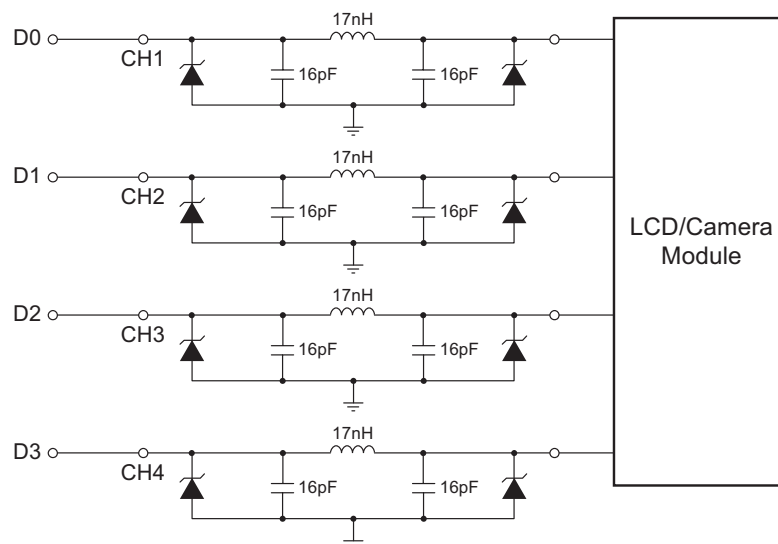 17nH
D0
CH1
16pF
16pF
17nH
D1
CH2
16pF
16pF
LCD/Camera
Module
17nH
D2
CH3
16pF
16pF
17nH
D3
CH4
16pF
16pF